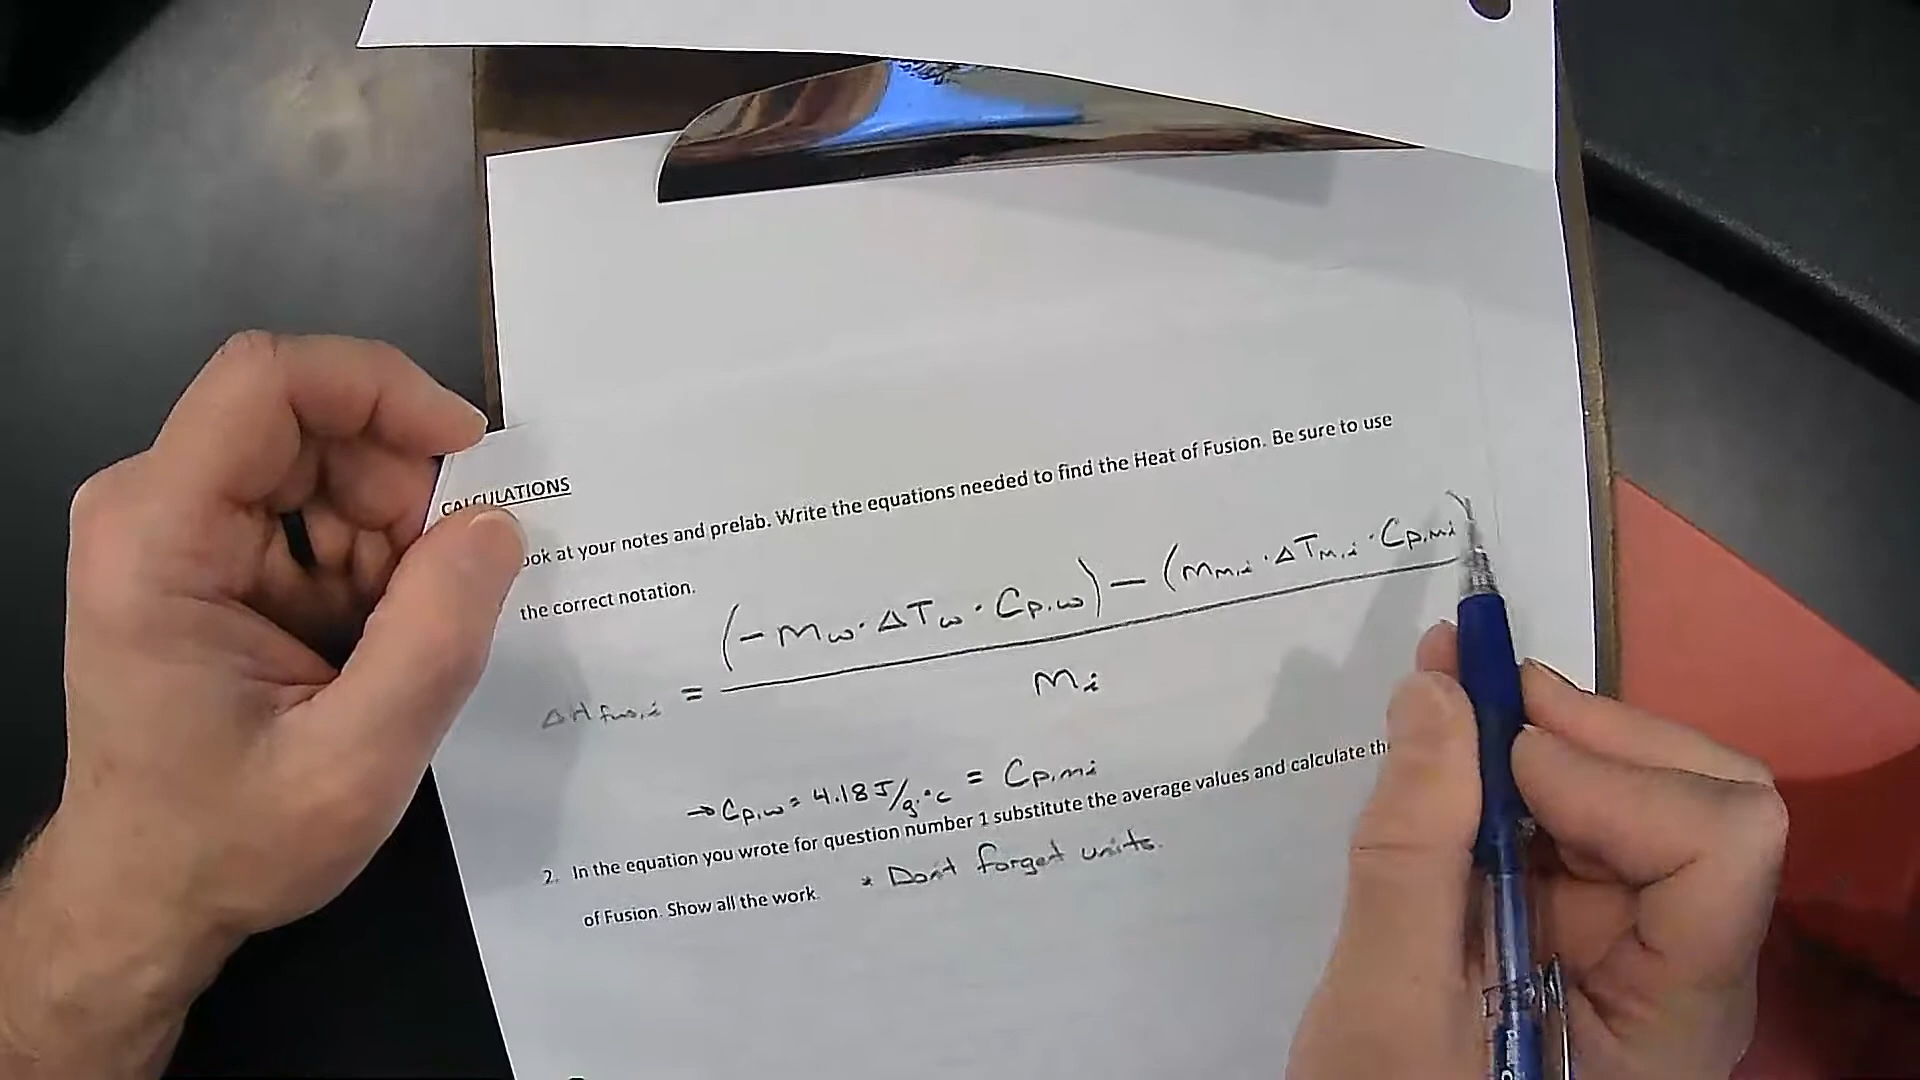 CALCULATIONS
ook at your notes and prelab. Write the equations needed to find the Heat of Fusion. Be sure to use
the correct notation.
ΔH fus,i = (-mw · ΔTw · Cp,w) - (mm,i · ΔTm,i · Cp,mi)
mi
→ Cp,w = 4.18 J/g·°C = Cp,mi
2. In the equation you wrote for question number 1 substitute the average values and calculate th
of Fusion. Show all the work. * Don't forget units.